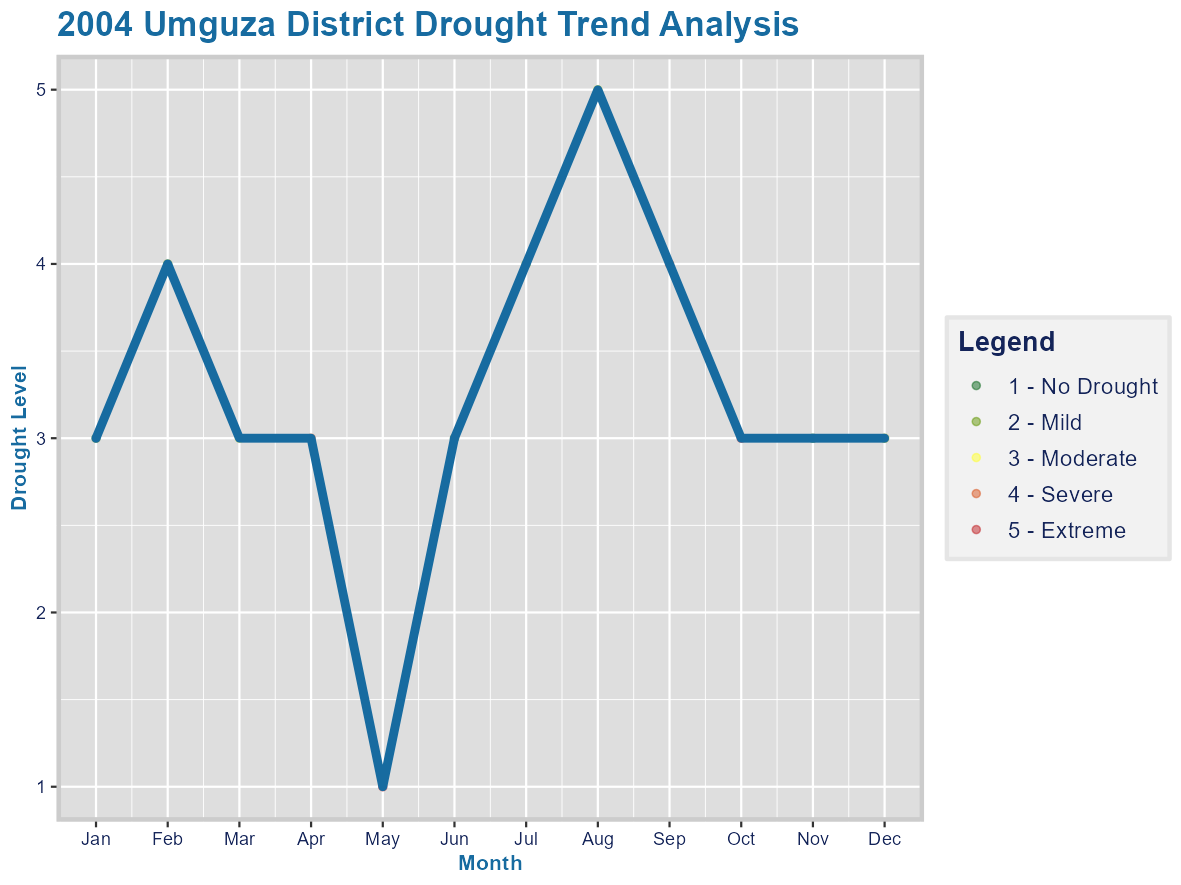 2004 Umguza District Drought Trend Analysis
Drought Level
5
4
3
2
1
Jan Feb Mar Apr May Jun Jul Aug Sep Oct Nov Dec
Month
Legend
1 - No Drought
2 - Mild
3 - Moderate
4 - Severe
5 - Extreme